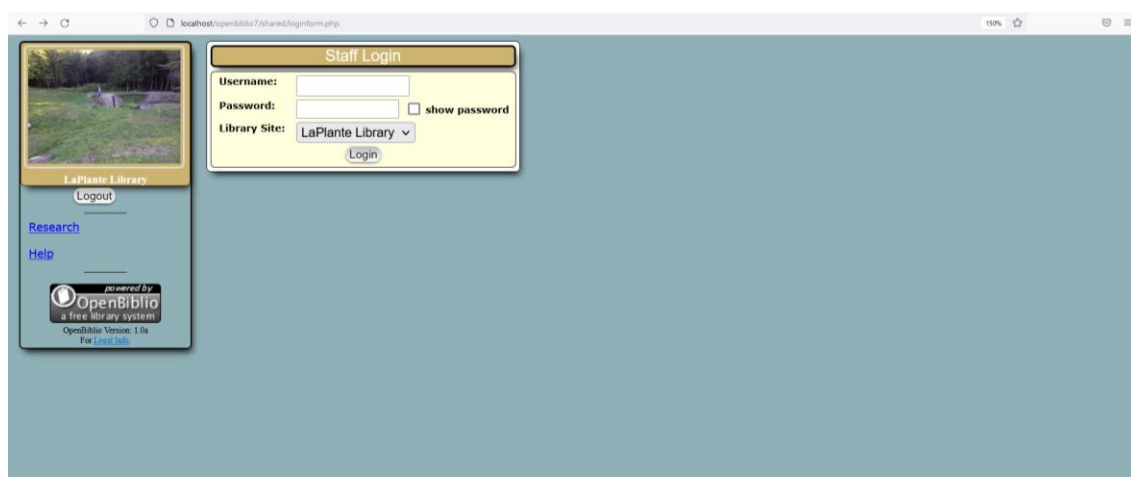 localhost/openbiblio7/shared/loginform.php
150%
LaPlante Library
Logout
Research
Help
powered by
OpenBiblio
a free library system
OpenBiblio Version: 1.0a
For Legal Info.
Staff Login
Username:
Password:
show password
Library Site:
LaPlante Library
Login